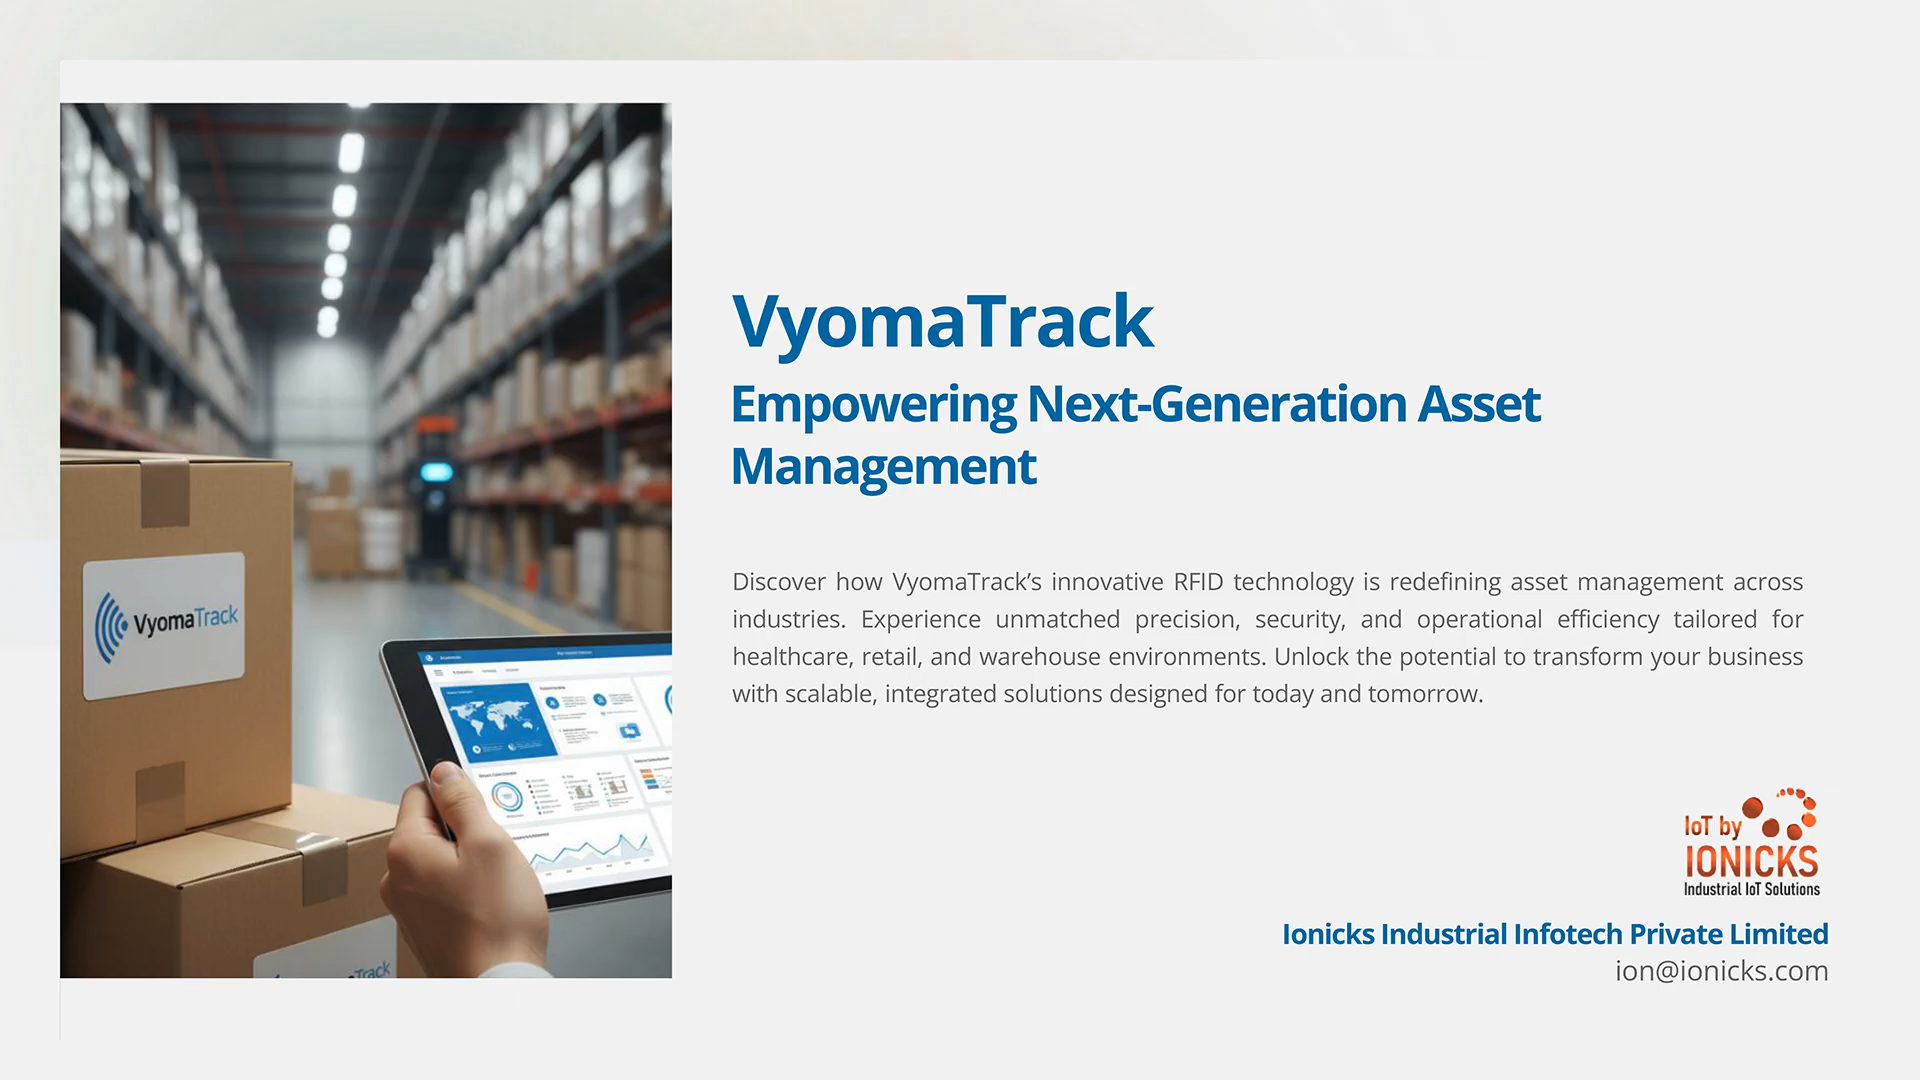 VyomaTrack
Empowering Next-Generation Asset
Management
Discover how VyomaTrack’s innovative RFID technology is redefining asset management across
industries. Experience unmatched precision, security, and operational efficiency tailored for
healthcare, retail, and warehouse environments. Unlock the potential to transform your business
with scalable, integrated solutions designed for today and tomorrow.
VyomaTrack
IoT by
IONICKS
Industrial IoT Solutions
Ionicks Industrial Infotech Private Limited
ion@ionicks.com